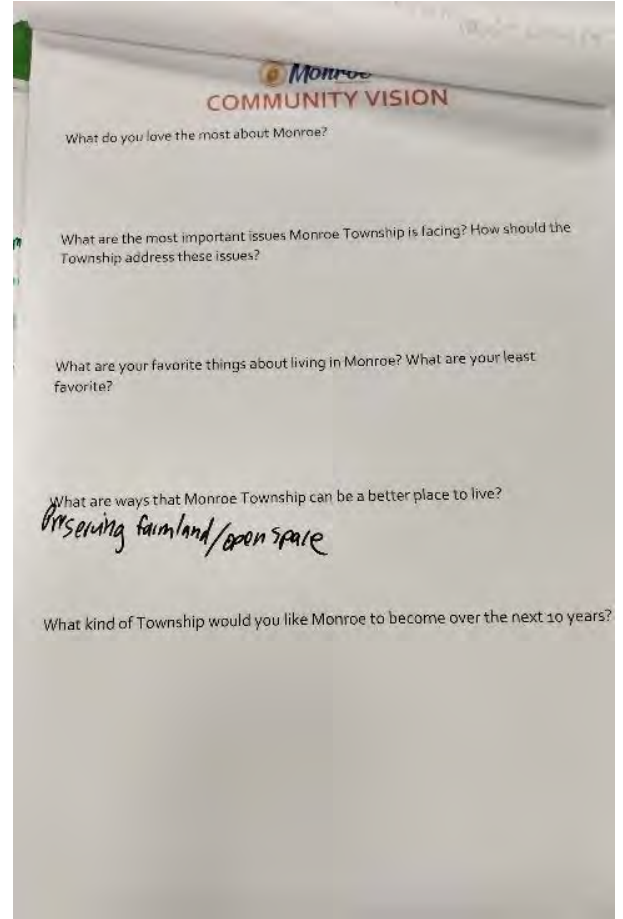 Monroe
COMMUNITY VISION
What do you love the most about Monroe?
What are the most important issues Monroe Township is facing? How should the
Township address these issues?
What are your favorite things about living in Monroe? What are your least
favorite?
What are ways that Monroe Township can be a better place to live?
Preserving farmland/open space
What kind of Township would you like Monroe to become over the next 10 years?